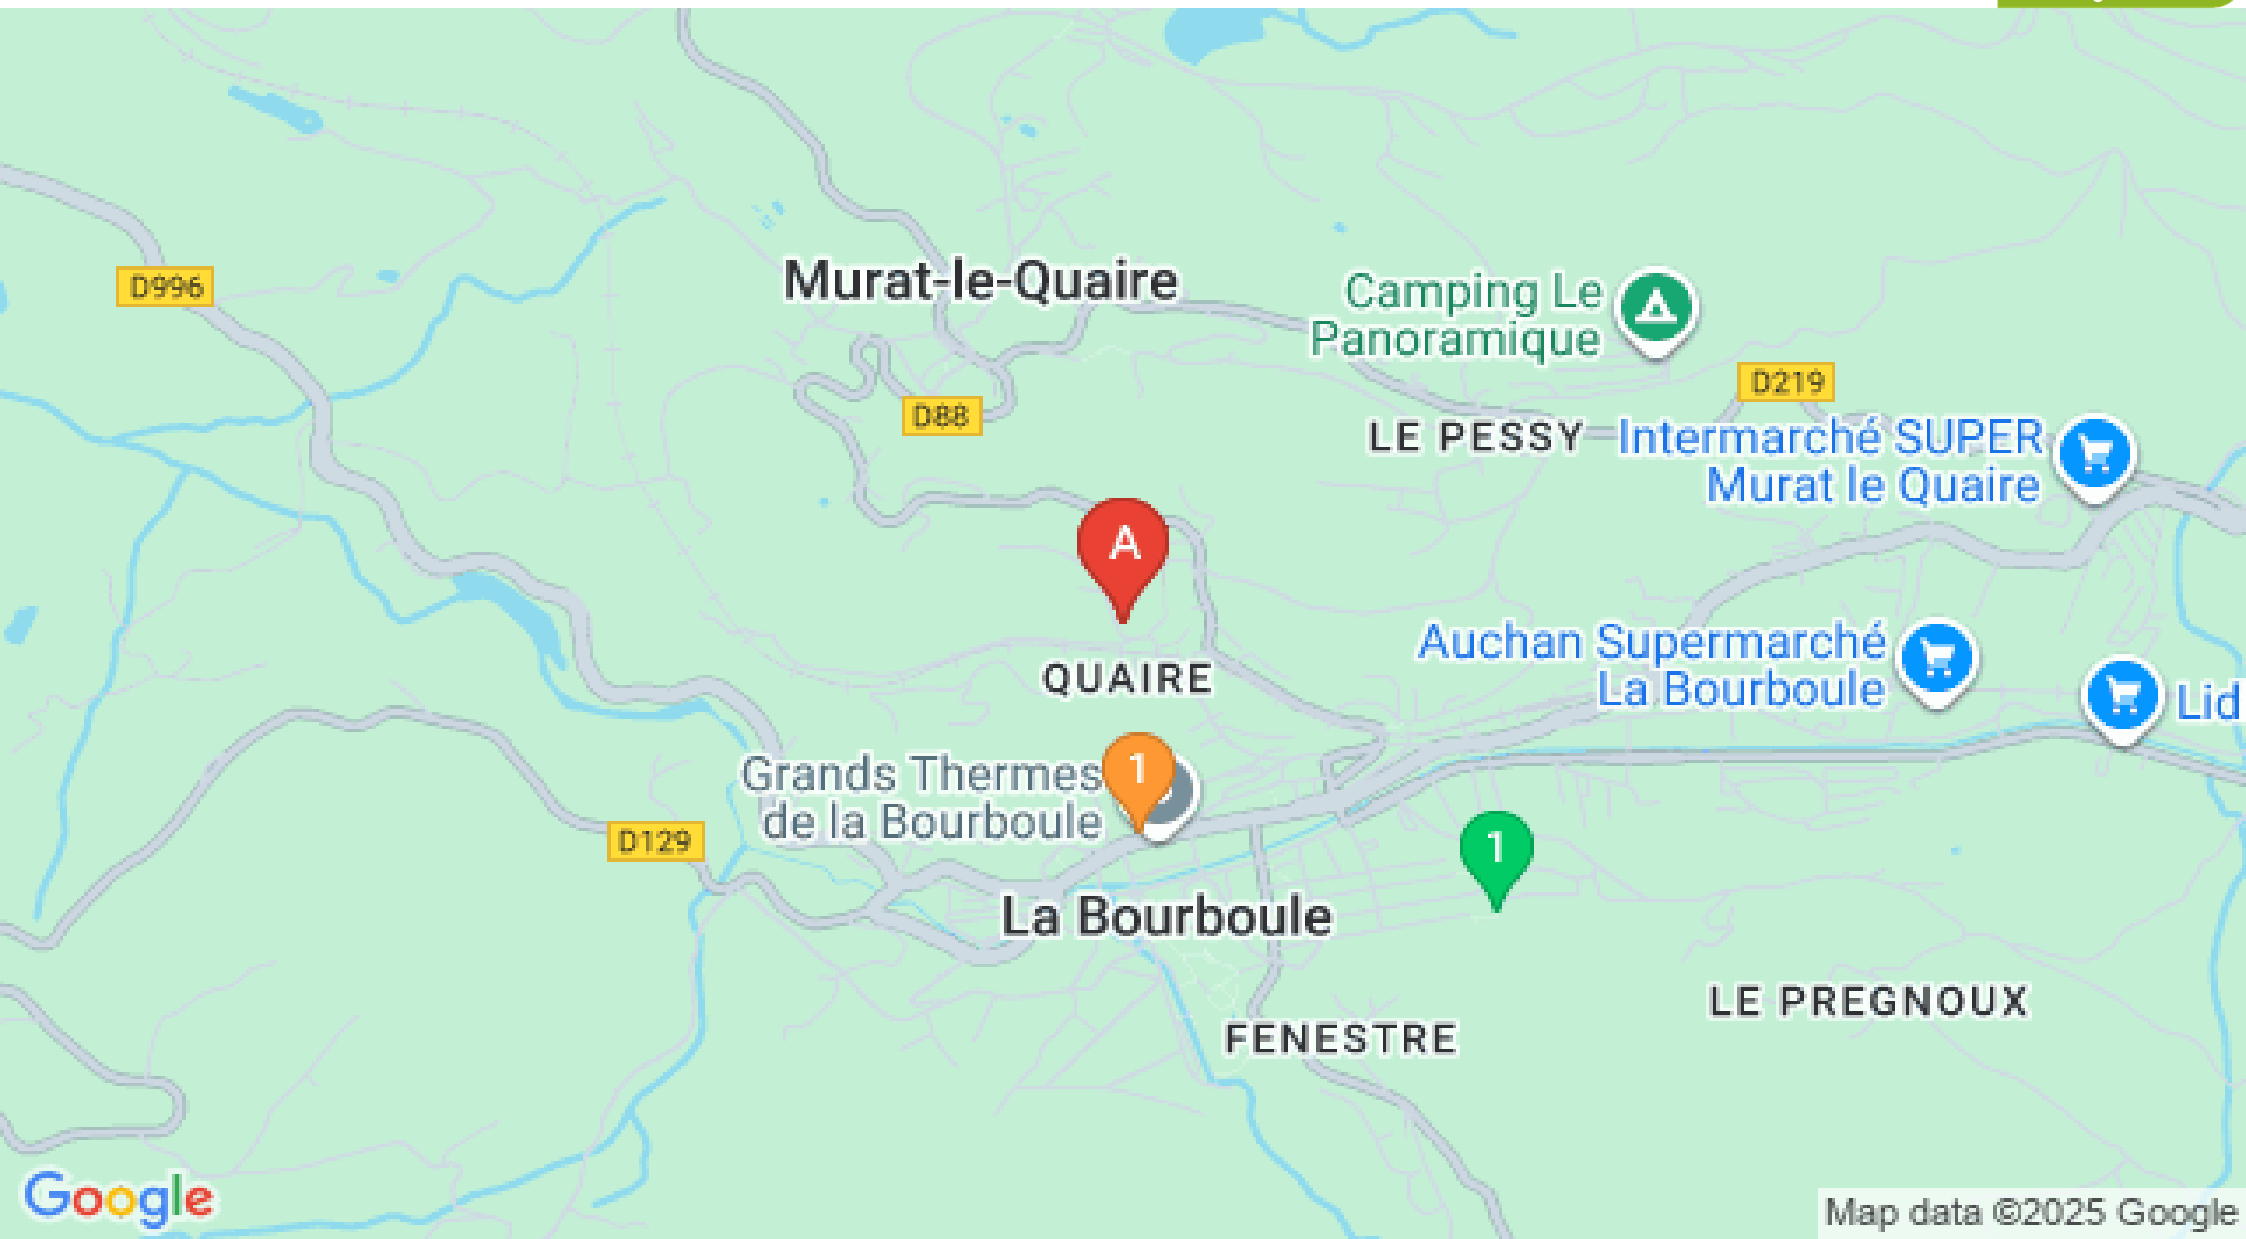 Murat-le-Quaire
D996
Camping Le
Panoramique
D219
D88
LE PESSY
Intermarché SUPER
Murat le Quaire
A
QUAIRE
Auchan Supermarché
La Bourboule
Lid
Grands Thermes
de la Bourboule
1
1
D129
La Bourboule
LE PREGNOUX
FENESTRE
Google
Map data ©2025 Google